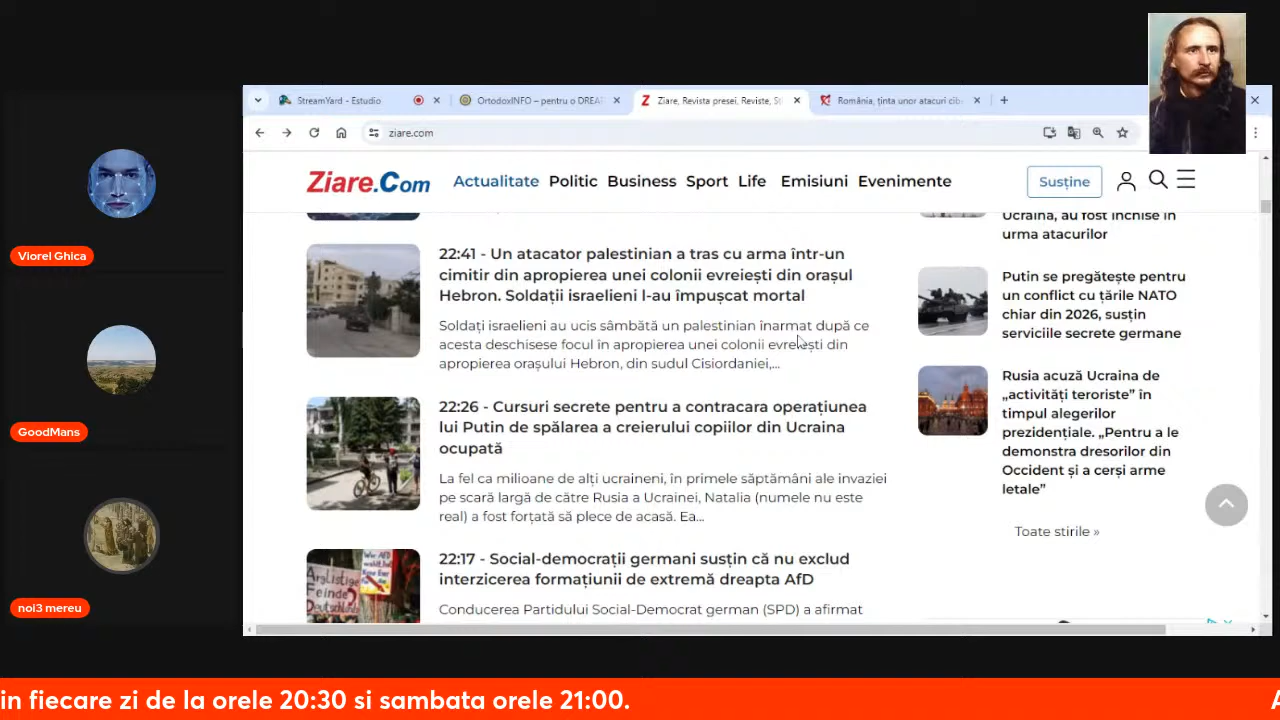 StreamYard - Estudio
OrtodoxINFO – pentru o DREA
Ziare, Revista presei, Reviste, Ș
România, ținta unor atacuri cib
ziare.com
Ziare.Com
Actualitate Politic Business Sport Life Emisiuni Evenimente
Susține
22:41 - Un atacator palestinian a tras cu arma într-un
cimitir din apropierea unei colonii evreiești din orașul
Hebron. Soldații israelieni l-au împușcat mortal
Soldați israelieni au ucis sâmbătă un palestinian înarmat după ce
acesta deschisese focul în apropierea unei colonii evreiești din
apropierea orașului Hebron, din sudul Cisiordaniei,...
22:26 - Cursuri secrete pentru a contracara operațiunea
lui Putin de spălarea a creierului copiilor din Ucraina
ocupată
La fel ca milioane de alți ucraineni, în primele săptămâni ale invaziei
pe scară largă de către Rusia a Ucrainei, Natalia (numele nu este
real) a fost forțată să plece de acasă. Ea...
22:17 - Social-democrații germani susțin că nu exclud
interzicerea formațiunii de extremă dreapta AfD
Conducerea Partidului Social-Democrat german (SPD) a afirmat
Ucraina, au fost închise în
urma atacurilor
Putin se pregătește pentru
un conflict cu țările NATO
chiar din 2026, susțin
serviciile secrete germane
Rusia acuză Ucraina de
„activități teroriste” în
timpul alegerilor
prezidențiale. „Pentru a le
demonstra dresorilor din
Occident și a cerși arme
letale”
Toate stirile »
Viorel Ghica
GoodMans
noi3 mereu
in fiecare zi de la orele 20:30 si sambata orele 21:00.